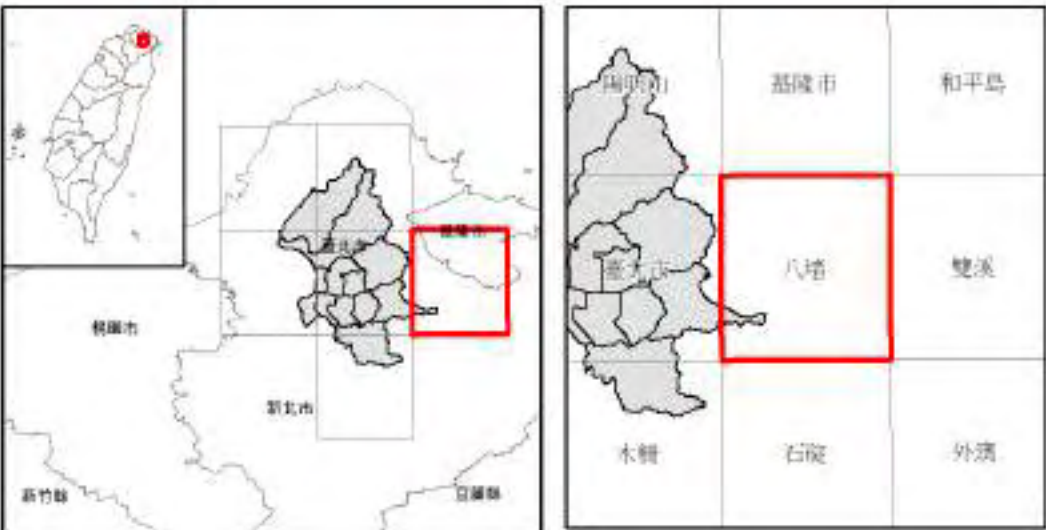 基隆市
臺北市
桃園市
新北市
新竹縣
宜蘭縣
陽明山
基隆市
和平島
臺北市
八堵
雙溪
木柵
石碇
外澳